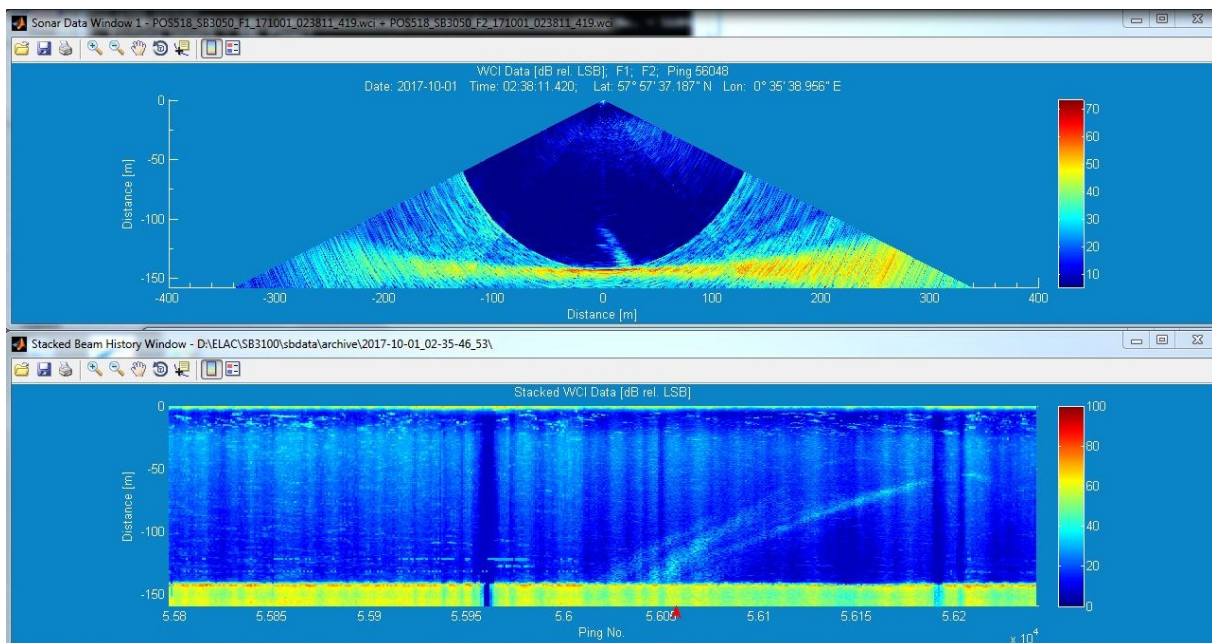 Sonar Data Window 1 - POS518_SB3050_F1_171001_023811_419.wci + POS518_SB3050_F2_171001_023811_419.wci
WCI Data [dB rel. LSB];  F1;  F2;  Ping 56048
Date: 2017-10-01   Time: 02:38:11.420;   Lat: 57° 57' 37.187" N   Lon:  0° 35' 38.956" E
0
-50
-100
-150
Distance [m]
-400 -300 -200 -100 0 100 200 300 400
Distance [m]
70
60
50
40
30
20
10
Stacked Beam History Window - D:\ELAC\SB3100\sbdata\archive\2017-10-01_02-35-46_53\
Stacked WCI Data [dB rel. LSB]
0
-50
-100
-150
Distance [m]
5.58 5.585 5.59 5.595 5.6 5.605 5.61 5.615 5.62
x 10⁴
Ping No.
100
80
60
40
20
0